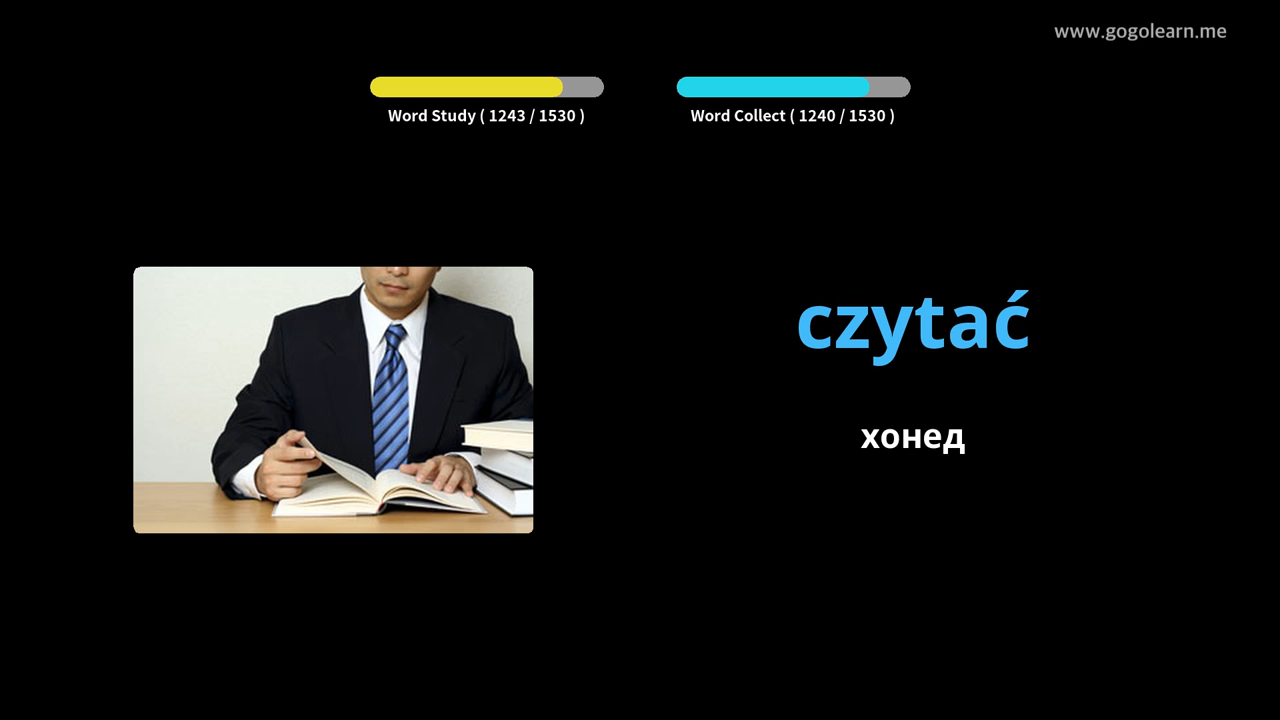 www.gogolearn.me
Word Study ( 1243 / 1530 )
Word Collect ( 1240 / 1530 )
czytać
хонед